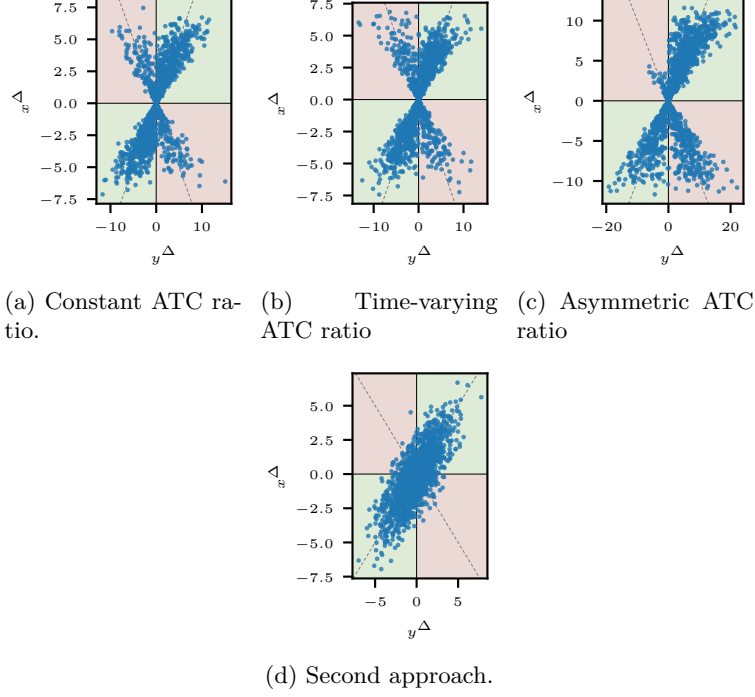 7.5
5.0
2.5
0.0
−2.5
−5.0
−7.5
x^Δ
−10 0 10
y^Δ
7.5
5.0
2.5
0.0
−2.5
−5.0
−7.5
x^Δ
−10 0 10
y^Δ
10
5
0
−5
−10
x^Δ
−20 0 20
y^Δ
(a) Constant ATC ra-
tio.
(b) Time-varying
ATC ratio
(c) Asymmetric ATC
ratio
5.0
2.5
0.0
−2.5
−5.0
−7.5
x^Δ
−5 0 5
y^Δ
(d) Second approach.